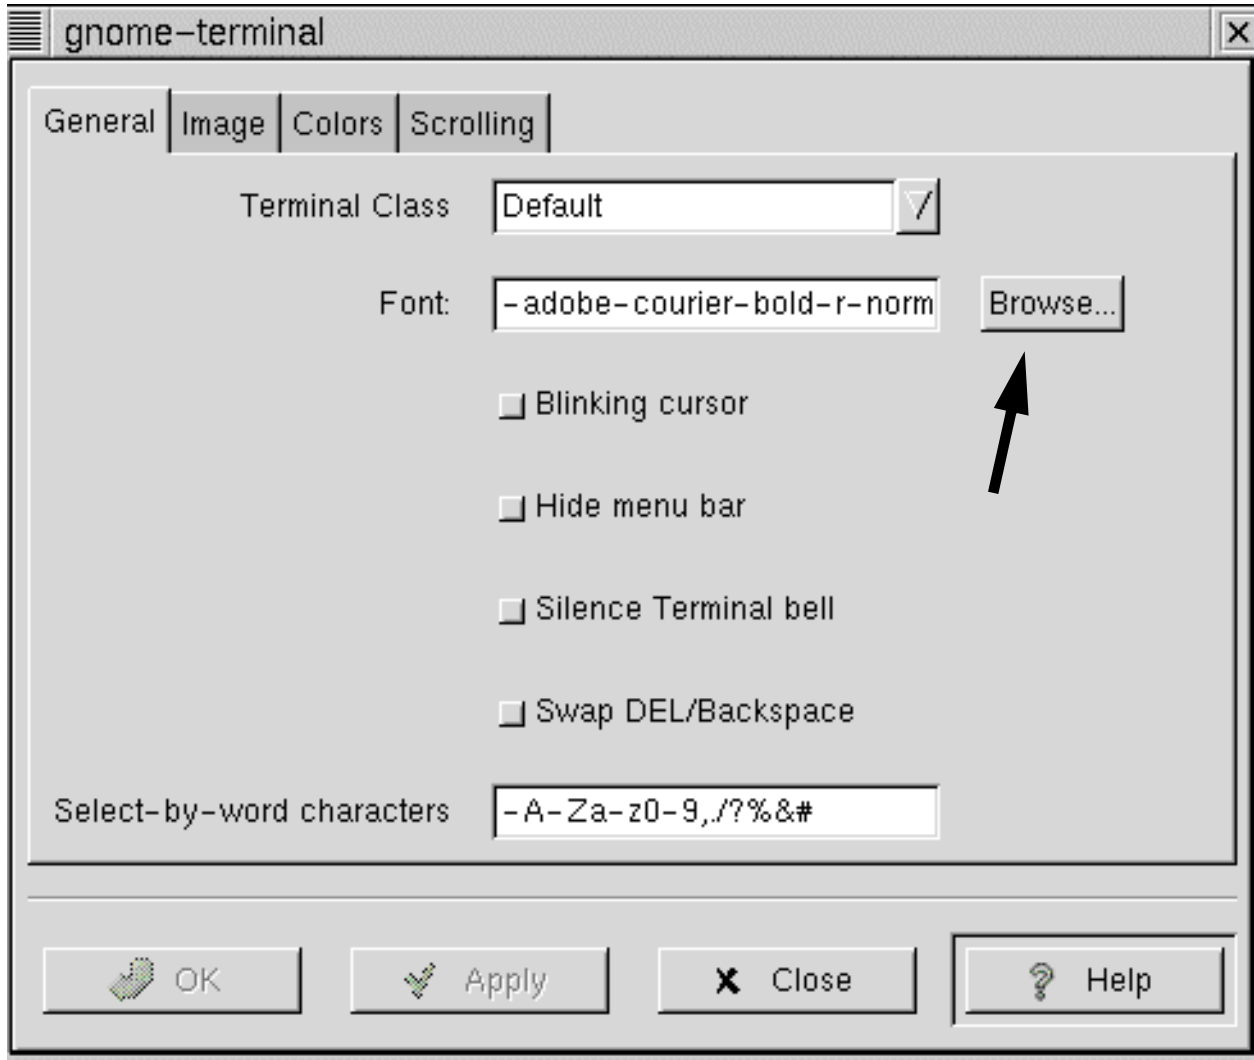 gnome-terminal
General Image Colors Scrolling
Terminal Class Default
Font: -adobe-courier-bold-r-norm Browse...
Blinking cursor
Hide menu bar
Silence Terminal bell
Swap DEL/Backspace
Select-by-word characters -A-Za-z0-9,./?%&#
OK Apply Close Help